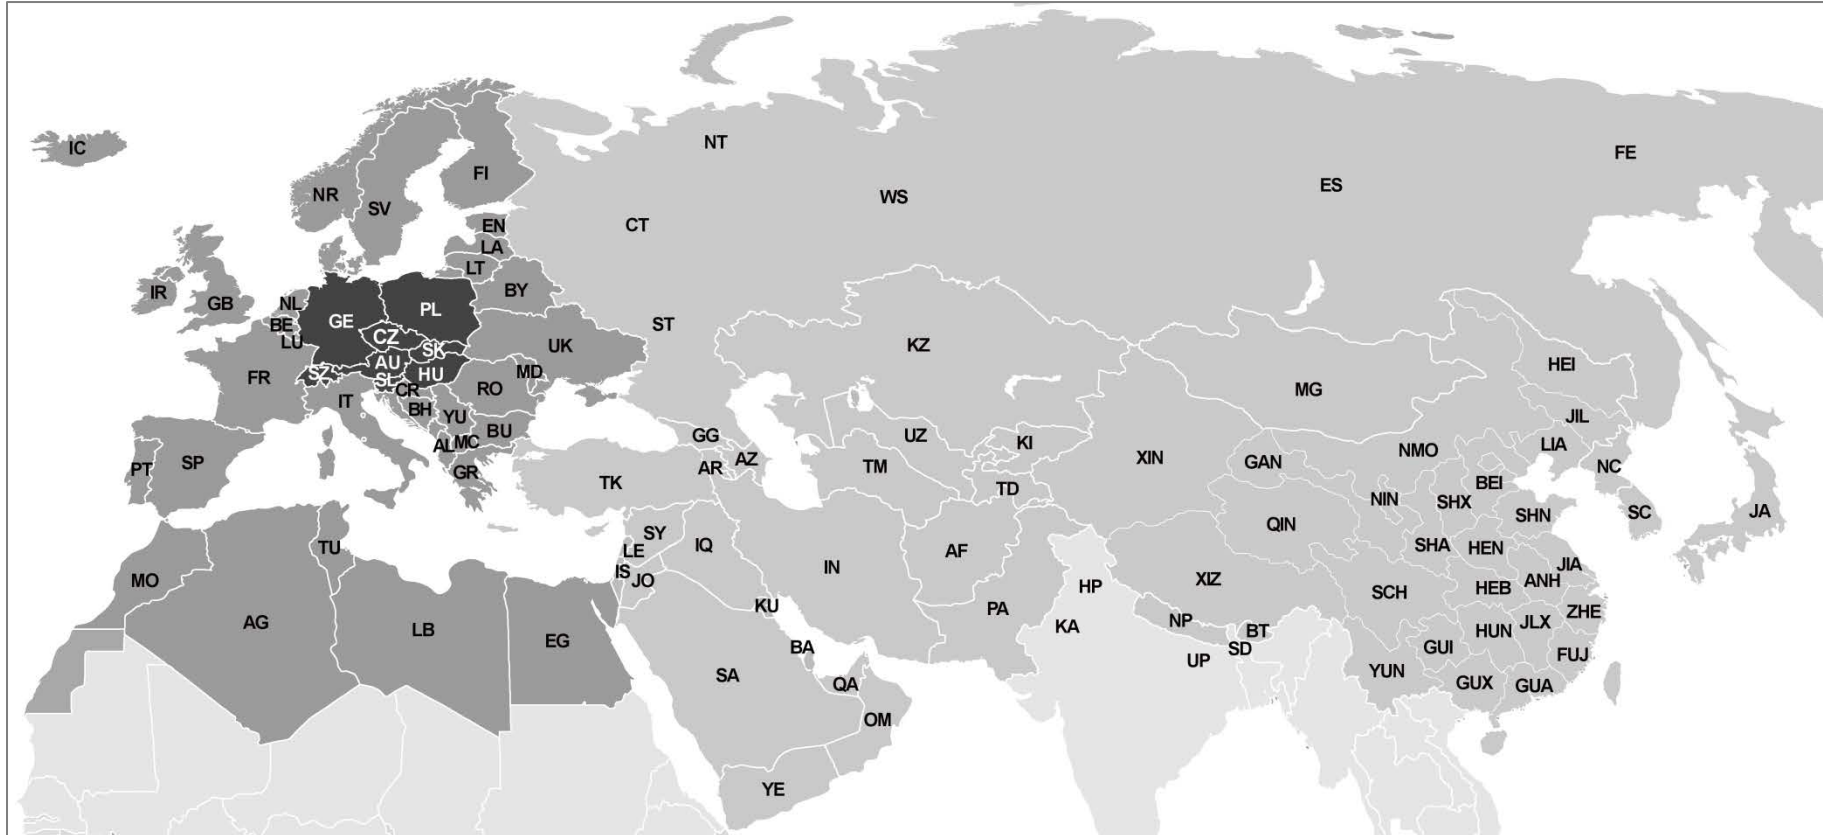 NT
FE
IC
FI
ES
NR
WS
SV
EN
CT
LA
LT
BY
IR
GB
NL
PL
GE
BE
ST
CZ
LU
UK
KZ
SK
AU
HEI
SZ
HU
MD
FR
SL
CR
RO
MG
IT
BH
YU
JIL
BU
GG
UZ
KI
AL
MC
LIA
NMO
SP
PT
AZ
XIN
GAN
AR
TM
NC
GR
TK
TD
BEI
NIN
SHX
SHN
SC
JA
QIN
SY
TU
LE
IQ
AF
SHA
HEN
IS
IN
JIA
MO
JO
XIZ
ANH
HP
HEB
SCH
KU
PA
ZHE
AG
LB
KA
NP
BT
JLX
HUN
EG
BA
SD
GUI
FUJ
UP
YUN
SA
QA
GUX
GUA
OM
YE